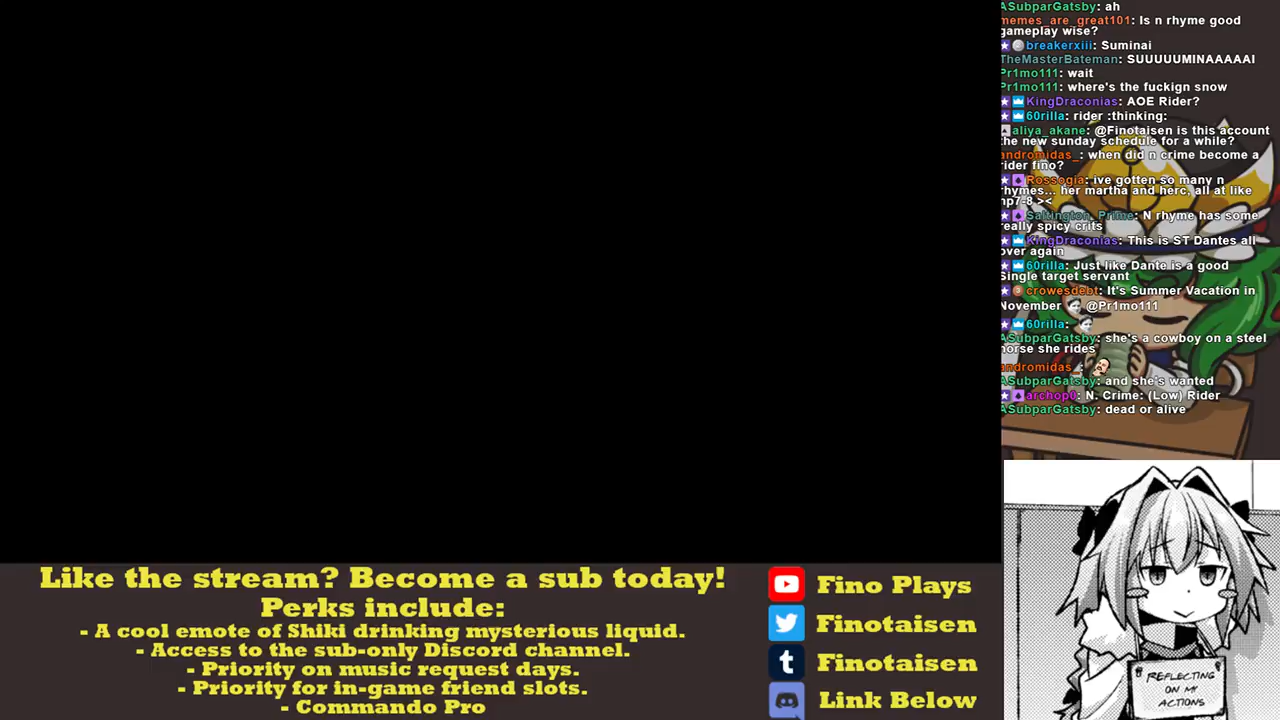 ASubparGatsby: ah
memes_are_great101: Is n rhyme good
gameplay wise?
breakerxiii: Suminai
TheMasterBateman: SUUUUUMINAAAAAI
Pr1mo111: wait
Pr1mo111: where's the fuckign snow
KingDraconias: AOE Rider?
60rilla: rider :thinking:
aliya_akane: @Finotaisen is this account
the new sunday schedule for a while?
andromidas_: when did n crime become a
rider fino?
Rossogia: ive gotten so many n
rhymes... her martha and herc, all at like
np7-8 ><
Saltington_Prime: N rhyme has some
really spicy crits
KingDraconias: This is ST Dantes all
over again
60rilla: Just like Dante is a good
Single target servant
crowesdebt: It's Summer Vacation in
November @Pr1mo111
60rilla:
ASubparGatsby: she's a cowboy on a steel
horse she rides
andromidas_:
ASubparGatsby: and she's wanted
archop0: N. Crime: (Low) Rider
ASubparGatsby: dead or alive
Like the stream? Become a sub today!
Perks include:
- A cool emote of Shiki drinking mysterious liquid.
- Access to the sub-only Discord channel.
- Priority on music request days.
- Priority for in-game friend slots.
- Commando Pro
Fino Plays
Finotaisen
t Finotaisen
Link Below
REFLECTING
ON MY
ACTIONS